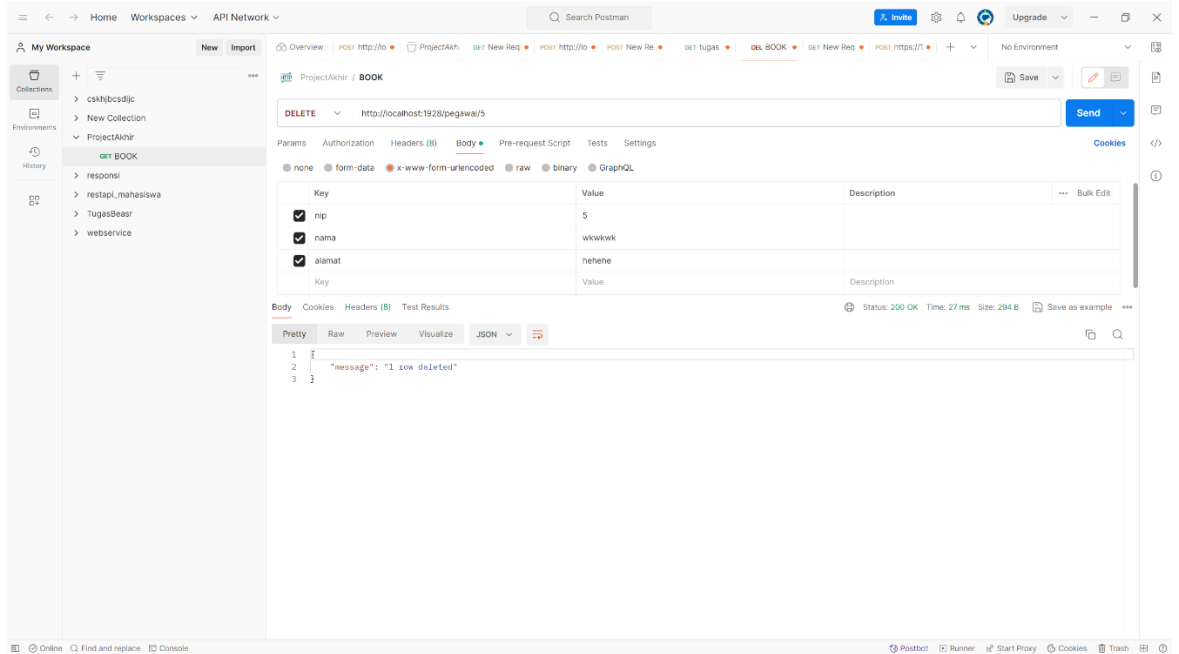 Home Workspaces API Network Search Postman Invite Upgrade
My Workspace New Import Overview POST http://lo ProjectAkh GET New Req POST http://lo POST New Re. GET tugas DEL BOOK GET New Req POST https://1 No Environment
Collections
Environments
History
cskhjbcsdijc
New Collection
ProjectAkhir
GET BOOK
responsi
restapi_mahasiswa
TugasBeasr
webservice
HTTP ProjectAkhir / BOOK Save
DELETE http://localhost:1928/pegawai/5 Send
Params Authorization Headers (8) Body Pre-request Script Tests Settings Cookies
none form-data x-www-form-urlencoded raw binary GraphQL
Key Value Description Bulk Edit
nip 5
nama wkwkwk
alamat hehehe
Key Value Description
Body Cookies Headers (8) Test Results Status: 200 OK Time: 27 ms Size: 294 B Save as example
Pretty Raw Preview Visualize JSON
1 {
2 "message": "1 row deleted"
3 }
Online Find and replace Console Postbot Runner Start Proxy Cookies Trash